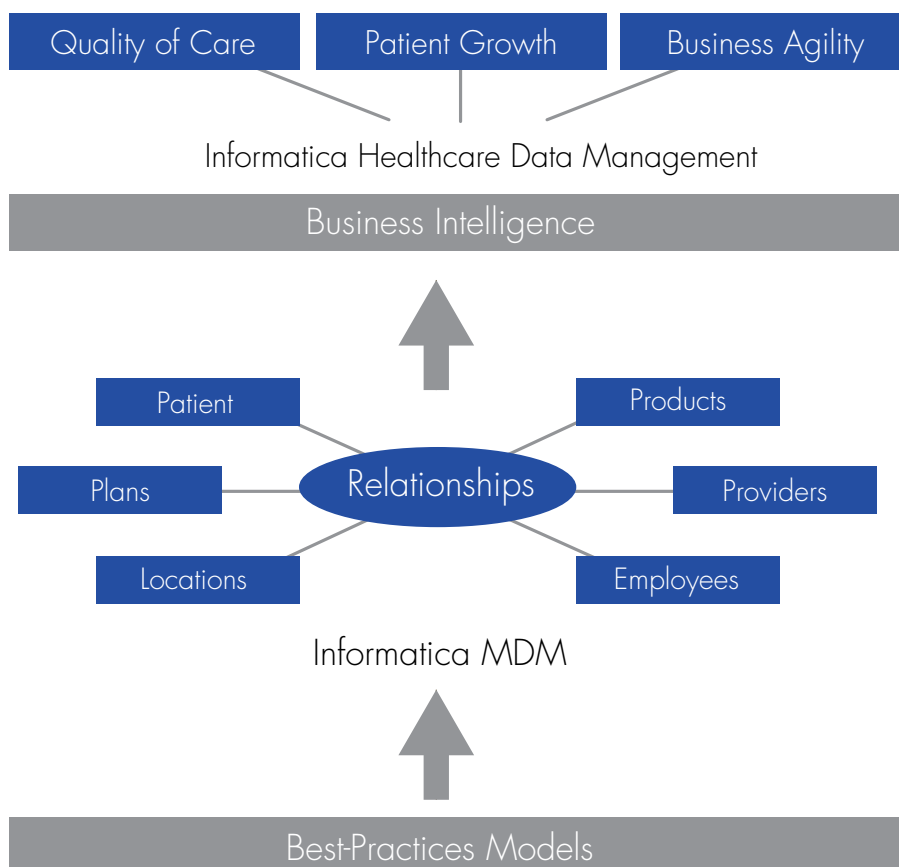 Quality of Care
Patient Growth
Business Agility
Informatica Healthcare Data Management
Business Intelligence
Patient
Products
Plans
Relationships
Providers
Locations
Employees
Informatica MDM
Best-Practices Models